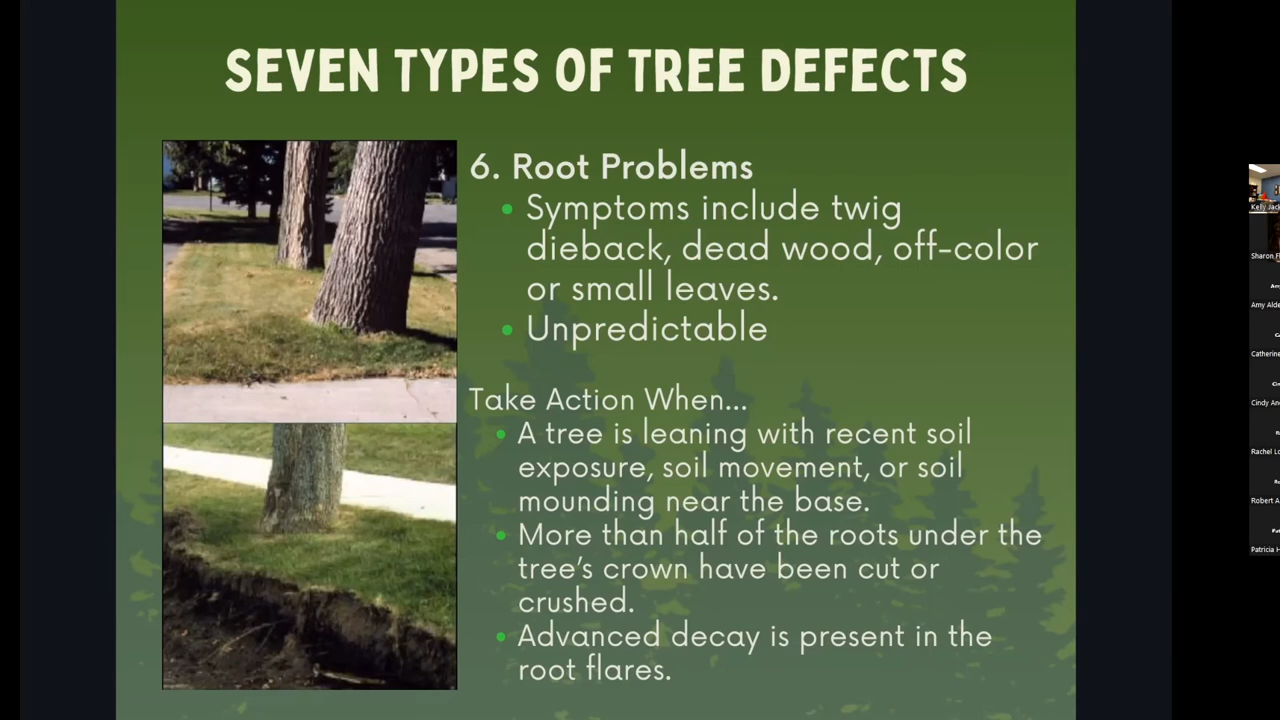 SEVEN TYPES OF TREE DEFECTS
6. Root Problems
• Symptoms include twig
dieback, dead wood, off-color
or small leaves.
• Unpredictable
Take Action When...
• A tree is leaning with recent soil
exposure, soil movement, or soil
mounding near the base.
• More than half of the roots under the
tree's crown have been cut or
crushed.
• Advanced decay is present in the
root flares.
Kelly Jack
Sharon Fl
Amy Alde
Catherine
Cindy An
Rachel Lo
Robert A
Patricia H